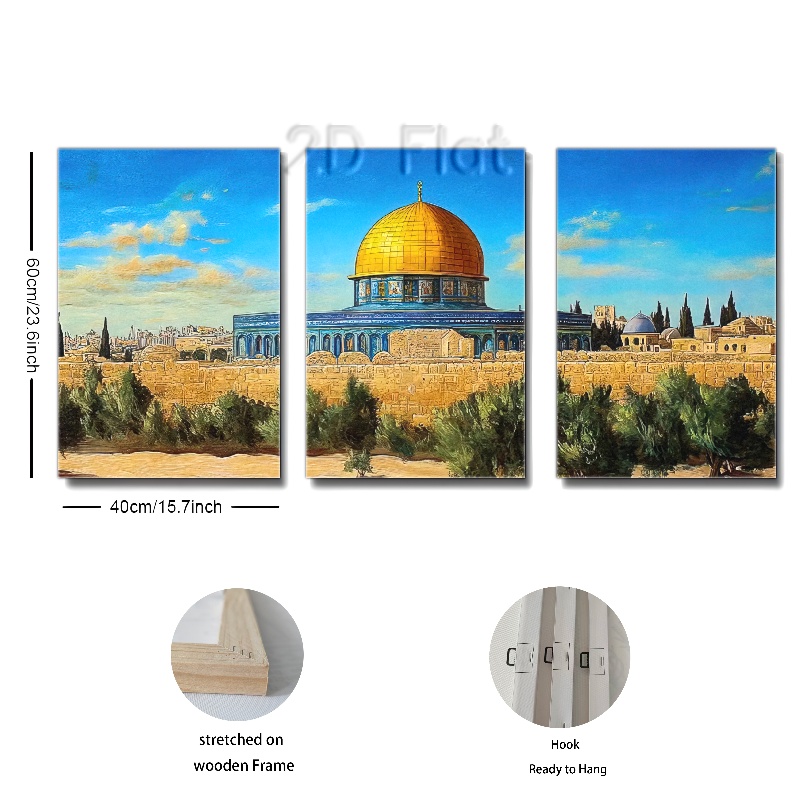 2D Flat
60cm/23.6inch
40cm/15.7inch
stretched on
wooden Frame
Hook
Ready to Hang